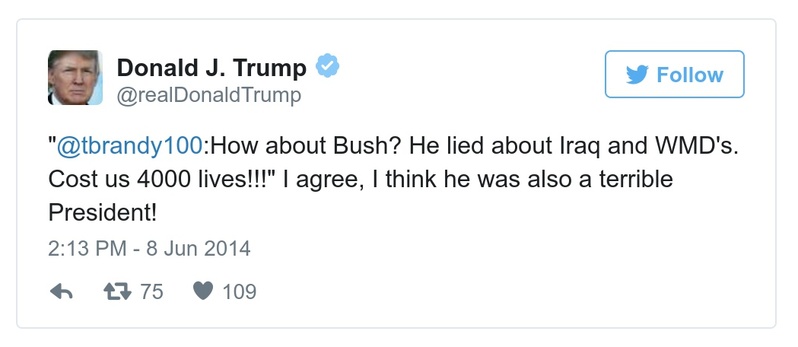 Donald J. Trump
@realDonaldTrump
Follow
"@tbrandy100:How about Bush? He lied about Iraq and WMD's.
Cost us 4000 lives!!!" I agree, I think he was also a terrible
President!
2:13 PM - 8 Jun 2014
75 109